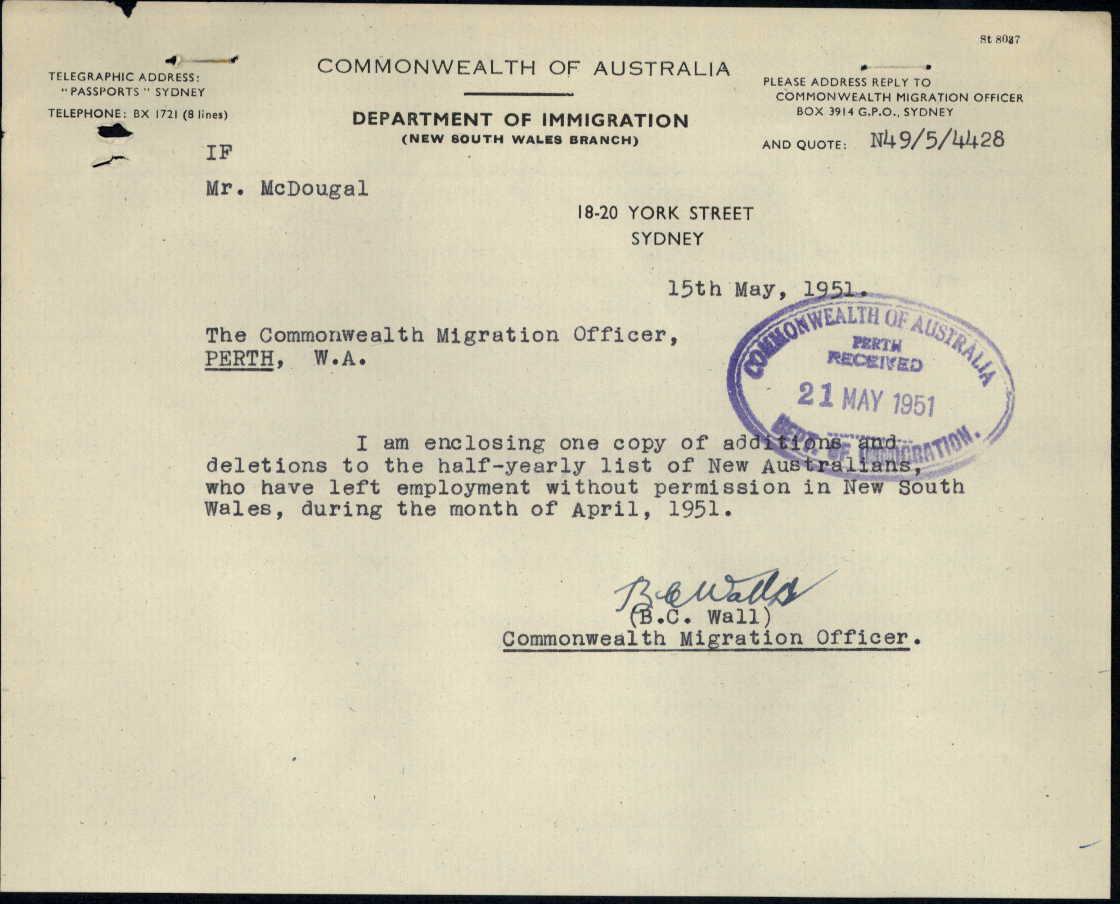 St 8037
TELEGRAPHIC ADDRESS:
"PASSPORTS" SYDNEY
TELEPHONE: BX 1721 (8 lines)
COMMONWEALTH OF AUSTRALIA
DEPARTMENT OF IMMIGRATION
(NEW SOUTH WALES BRANCH)
PLEASE ADDRESS REPLY TO
COMMONWEALTH MIGRATION OFFICER
BOX 3914 G.P.O., SYDNEY
AND QUOTE: N49/5/4428
IF
Mr. McDougal
18-20 YORK STREET
SYDNEY
15th May, 1951.
The Commonwealth Migration Officer,
PERTH, W.A.
COMMONWEALTH OF AUSTRALIA
PERTH
RECEIVED
21 MAY 1951
DEPT. OF IMMIGRATION.
I am enclosing one copy of additions and
deletions to the half-yearly list of New Australians,
who have left employment without permission in New South
Wales, during the month of April, 1951.
B C Wall
(B.C. Wall)
Commonwealth Migration Officer.